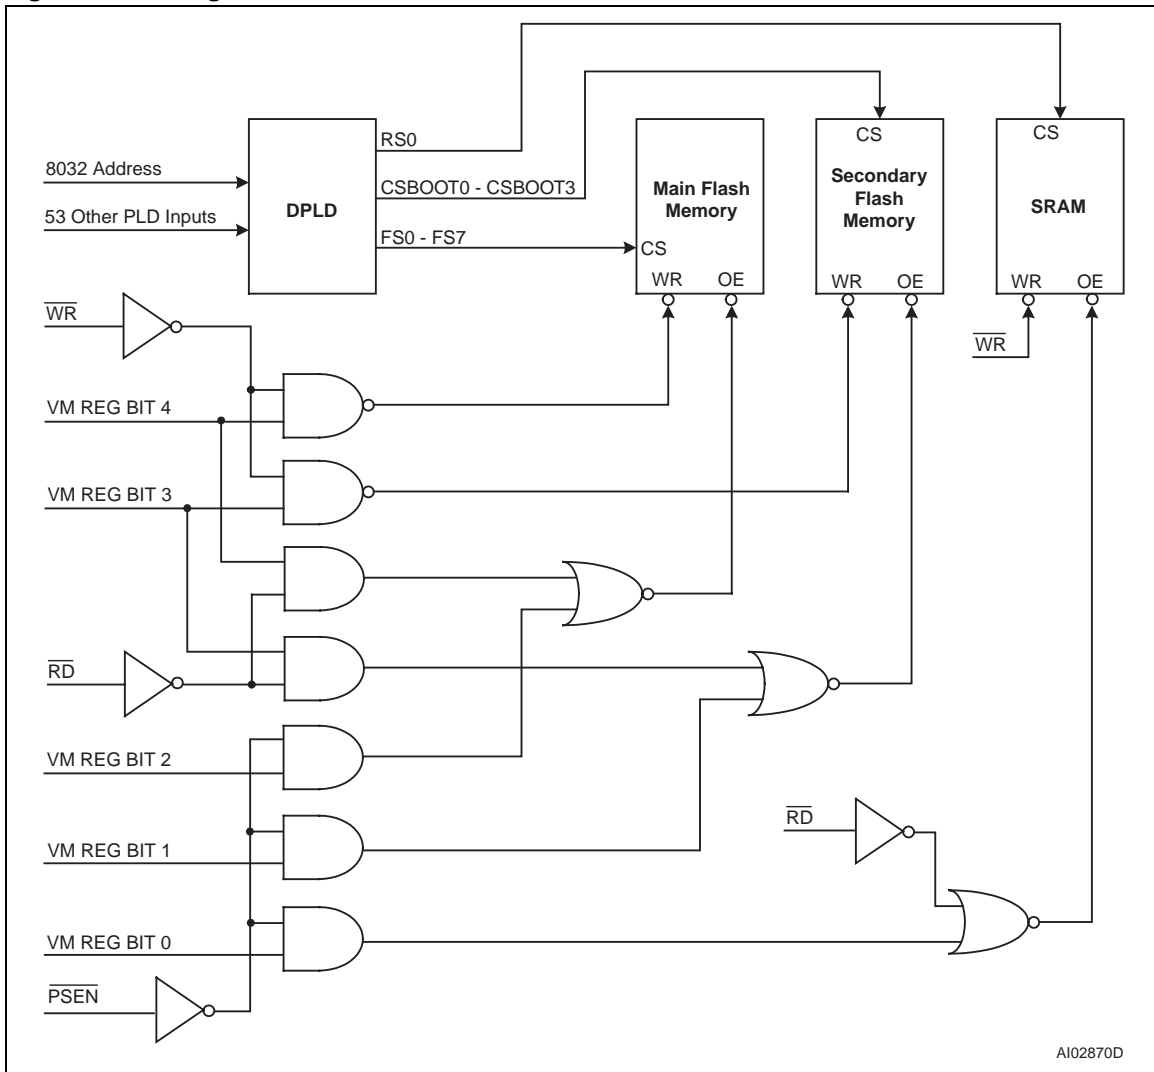 RS0
CS
CS
8032 Address
CSBOOT0 - CSBOOT3
Main Flash
Memory
Secondary
Flash
Memory
SRAM
53 Other PLD Inputs
DPLD
FS0 - FS7
CS
WR
OE
WR
OE
WR
OE
WR
WR
VM REG BIT 4
VM REG BIT 3
RD
VM REG BIT 2
RD
VM REG BIT 1
VM REG BIT 0
PSEN
AI02870D